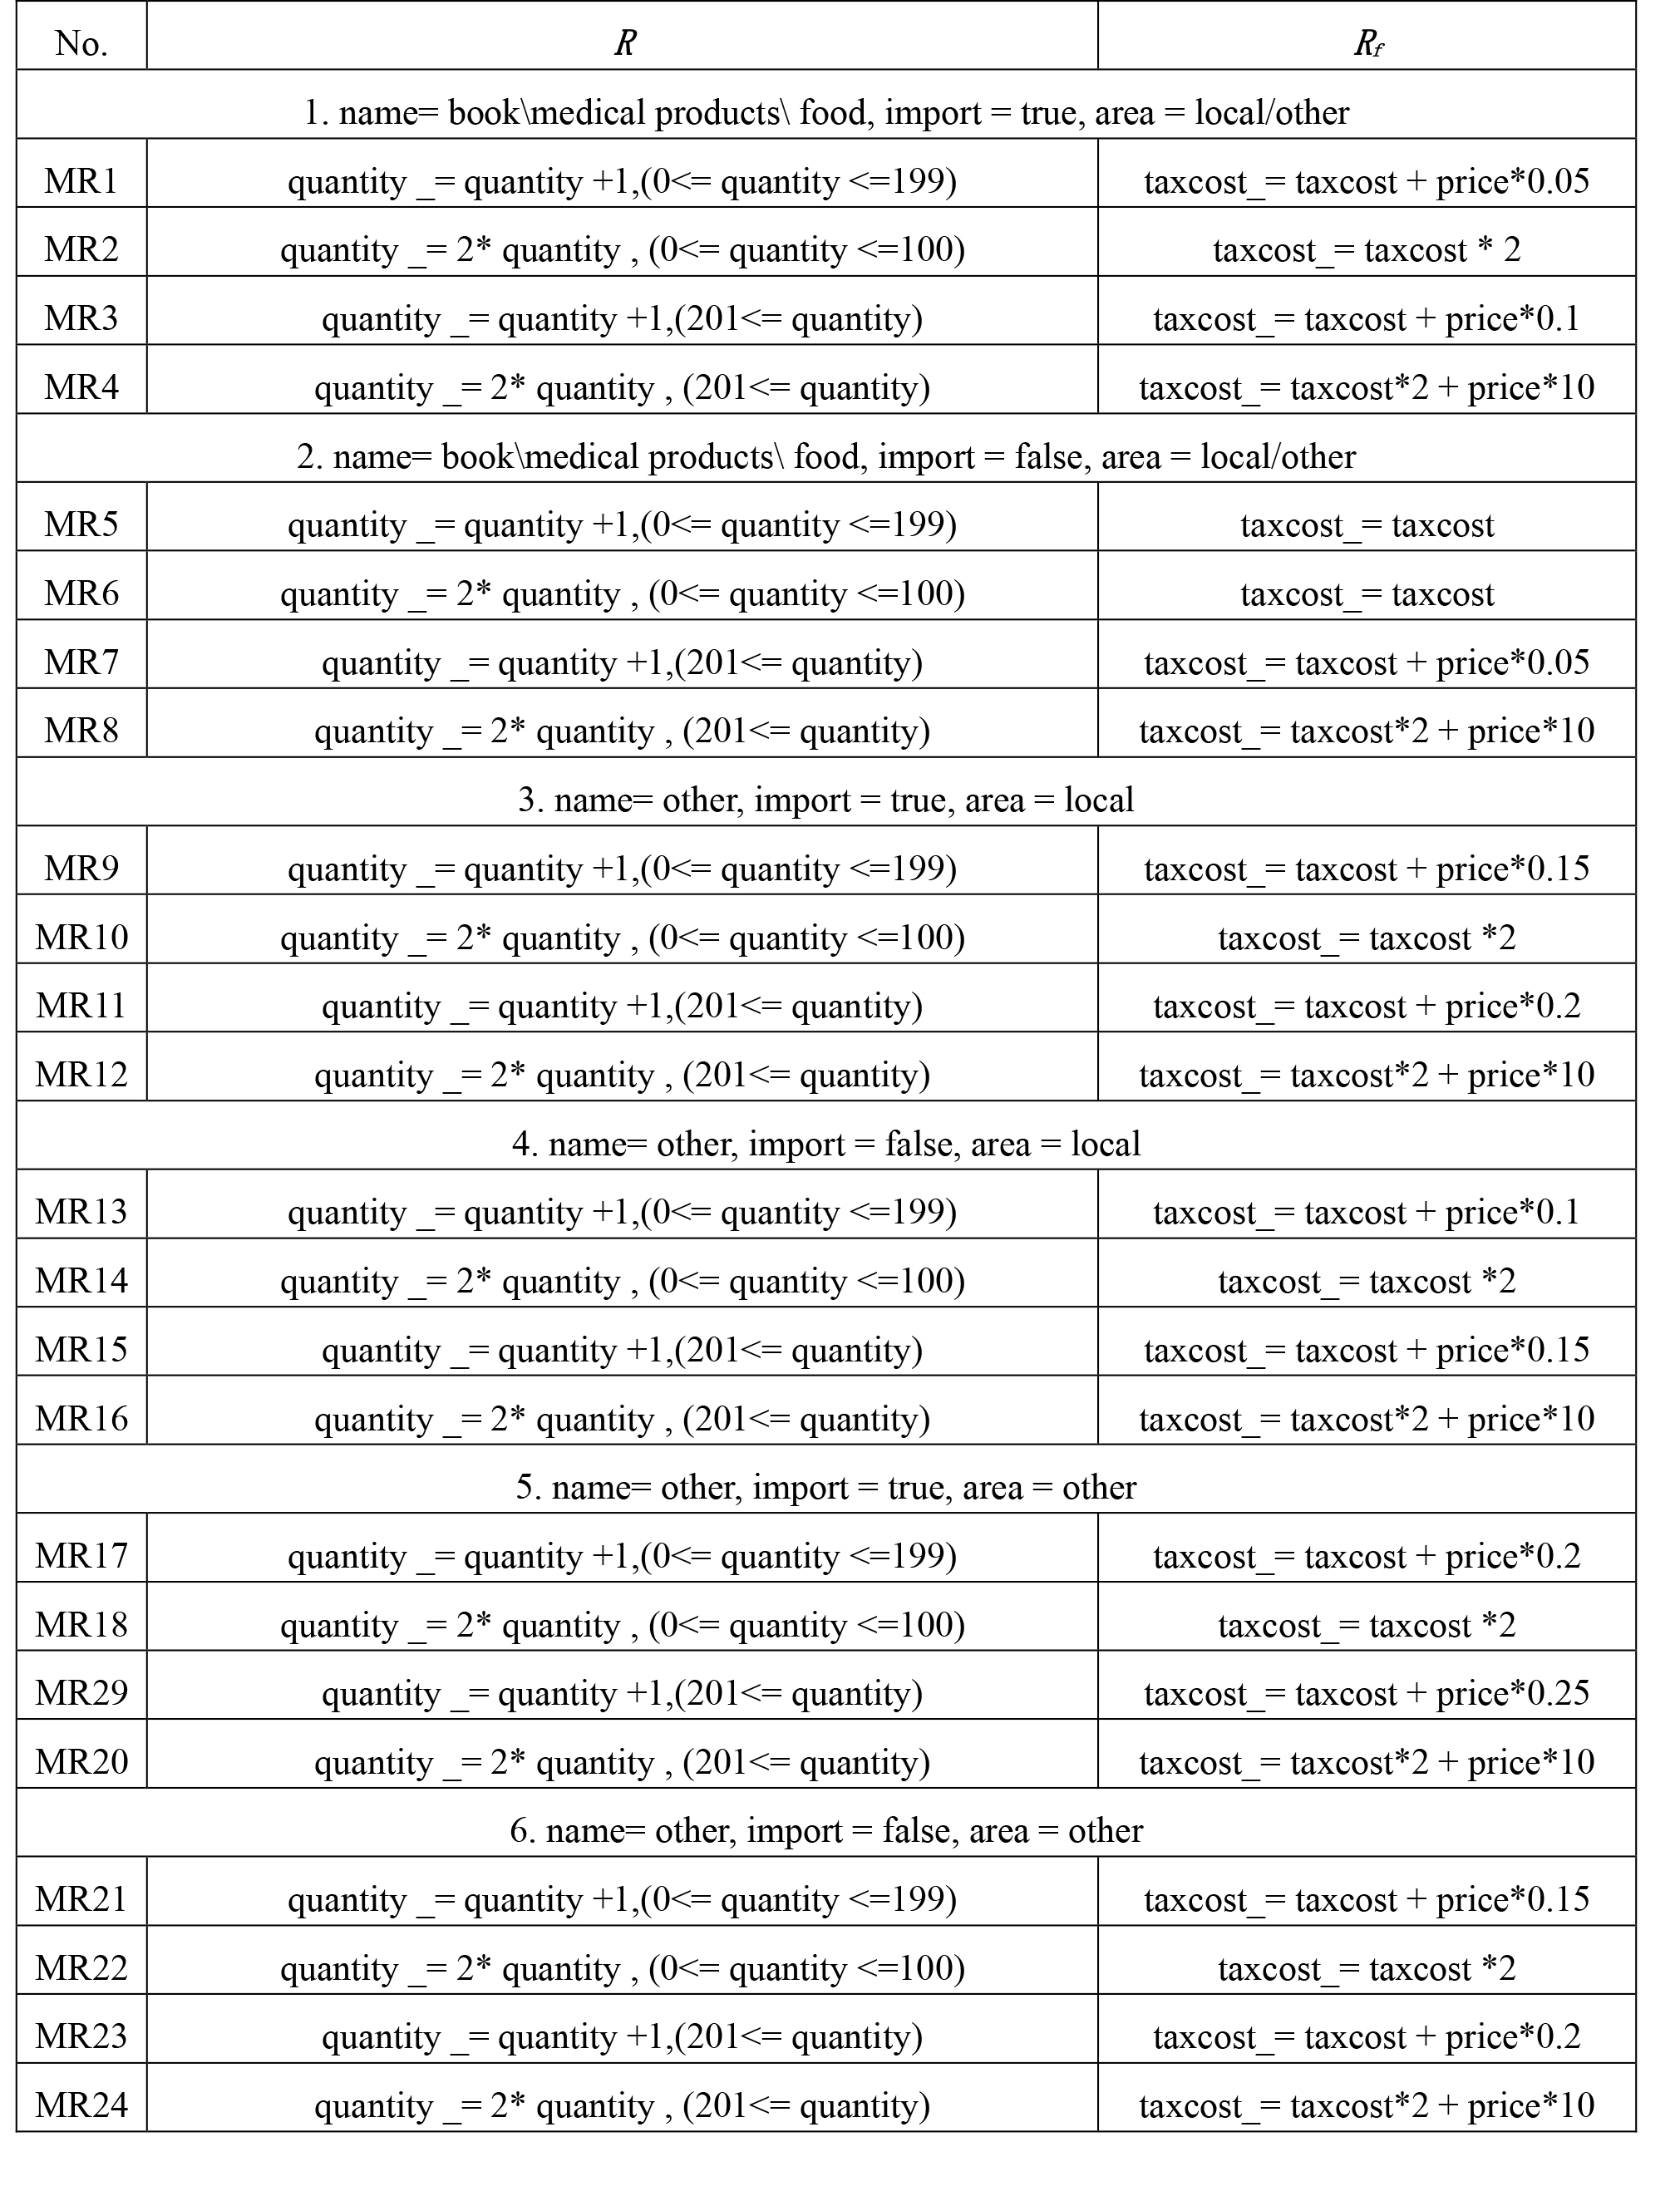 No. R R_f
1. name= book\medical products\ food, import = true, area = local/other
MR1 quantity _= quantity +1,(0<= quantity <=199) taxcost_= taxcost + price*0.05
MR2 quantity _= 2* quantity , (0<= quantity <=100) taxcost_= taxcost * 2
MR3 quantity _= quantity +1,(201<= quantity) taxcost_= taxcost + price*0.1
MR4 quantity _= 2* quantity , (201<= quantity) taxcost_= taxcost*2 + price*10
2. name= book\medical products\ food, import = false, area = local/other
MR5 quantity _= quantity +1,(0<= quantity <=199) taxcost_= taxcost
MR6 quantity _= 2* quantity , (0<= quantity <=100) taxcost_= taxcost
MR7 quantity _= quantity +1,(201<= quantity) taxcost_= taxcost + price*0.05
MR8 quantity _= 2* quantity , (201<= quantity) taxcost_= taxcost*2 + price*10
3. name= other, import = true, area = local
MR9 quantity _= quantity +1,(0<= quantity <=199) taxcost_= taxcost + price*0.15
MR10 quantity _= 2* quantity , (0<= quantity <=100) taxcost_= taxcost *2
MR11 quantity _= quantity +1,(201<= quantity) taxcost_= taxcost + price*0.2
MR12 quantity _= 2* quantity , (201<= quantity) taxcost_= taxcost*2 + price*10
4. name= other, import = false, area = local
MR13 quantity _= quantity +1,(0<= quantity <=199) taxcost_= taxcost + price*0.1
MR14 quantity _= 2* quantity , (0<= quantity <=100) taxcost_= taxcost *2
MR15 quantity _= quantity +1,(201<= quantity) taxcost_= taxcost + price*0.15
MR16 quantity _= 2* quantity , (201<= quantity) taxcost_= taxcost*2 + price*10
5. name= other, import = true, area = other
MR17 quantity _= quantity +1,(0<= quantity <=199) taxcost_= taxcost + price*0.2
MR18 quantity _= 2* quantity , (0<= quantity <=100) taxcost_= taxcost *2
MR29 quantity _= quantity +1,(201<= quantity) taxcost_= taxcost + price*0.25
MR20 quantity _= 2* quantity , (201<= quantity) taxcost_= taxcost*2 + price*10
6. name= other, import = false, area = other
MR21 quantity _= quantity +1,(0<= quantity <=199) taxcost_= taxcost + price*0.15
MR22 quantity _= 2* quantity , (0<= quantity <=100) taxcost_= taxcost *2
MR23 quantity _= quantity +1,(201<= quantity) taxcost_= taxcost + price*0.2
MR24 quantity _= 2* quantity , (201<= quantity) taxcost_= taxcost*2 + price*10